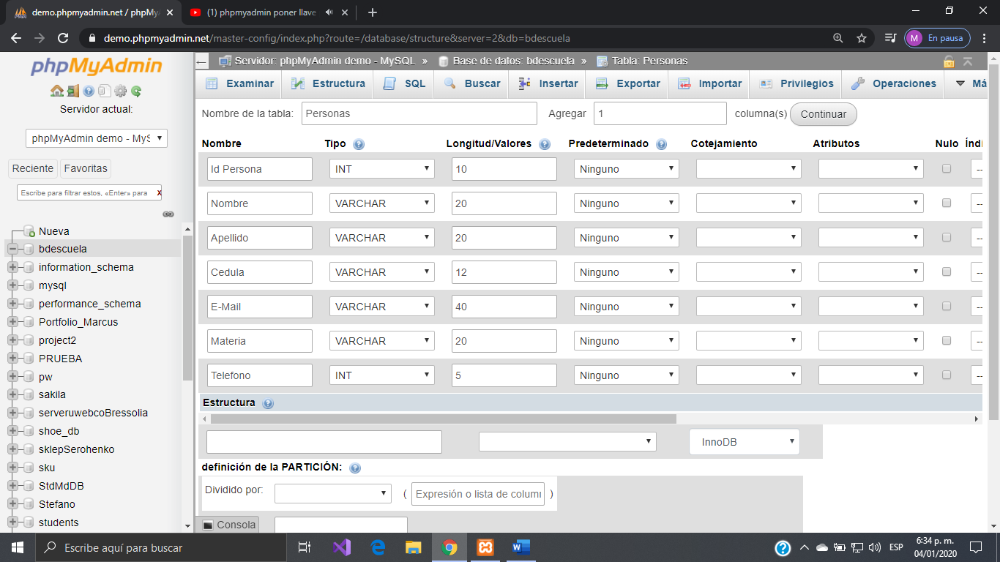 demo.phpmyadmin.net / phpMyA
(1) phpmyadmin poner llave
demo.phpmyadmin.net/master-config/index.php?route=/database/structure&server=2&db=bdescuela
M En pausa
phpMyAdmin
Servidor actual:
phpMyAdmin demo - MyS
Reciente Favoritas
Escribe para filtrar estos, «Enter» para X
Nueva
bdescuela
information_schema
mysql
performance_schema
Portfolio_Marcus
project2
PRUEBA
pw
sakila
serveruwebcoBressolia
shoe_db
sklepSerohenko
sku
StdMdDB
Stefano
students
Servidor: phpMyAdmin demo - MySQL » Base de datos: bdescuela » Tabla: Personas
Examinar Estructura SQL Buscar Insertar Exportar Importar Privilegios Operaciones Má
Nombre de la tabla: Personas Agregar 1 columna(s) Continuar
Nombre Tipo Longitud/Valores Predeterminado Cotejamiento Atributos Nulo Índi
Id Persona INT 10 Ninguno --
Nombre VARCHAR 20 Ninguno --
Apellido VARCHAR 20 Ninguno --
Cedula VARCHAR 12 Ninguno --
E-Mail VARCHAR 40 Ninguno --
Materia VARCHAR 20 Ninguno --
Telefono INT 5 Ninguno --
Estructura
InnoDB
definición de la PARTICIÓN:
Dividido por: ( Expresión o lista de colum )
Consola
Escribe aquí para buscar
ESP
6:34 p. m.
04/01/2020